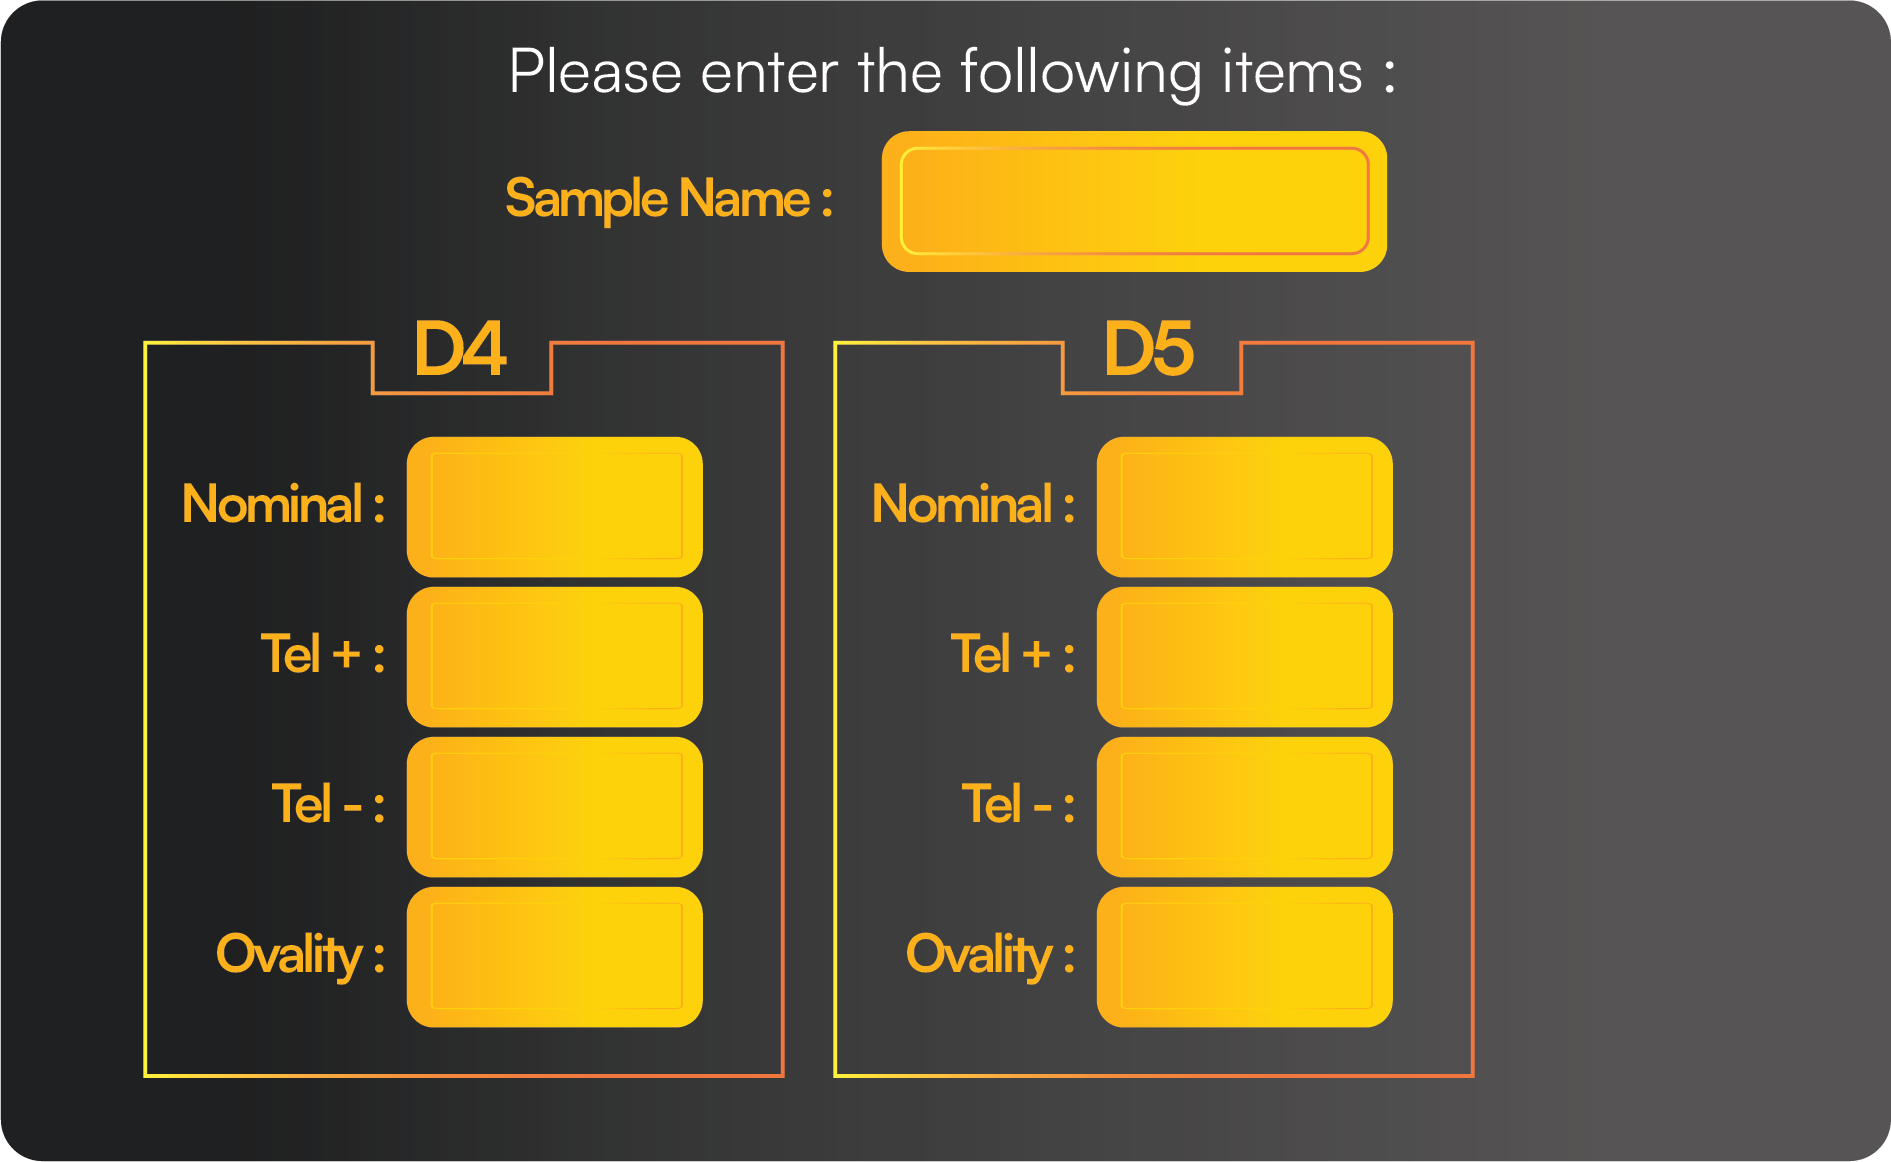 Please enter the following items :
Sample Name :
D4
Nominal :
Tel + :
Tel - :
Ovality :
D5
Nominal :
Tel + :
Tel - :
Ovality :